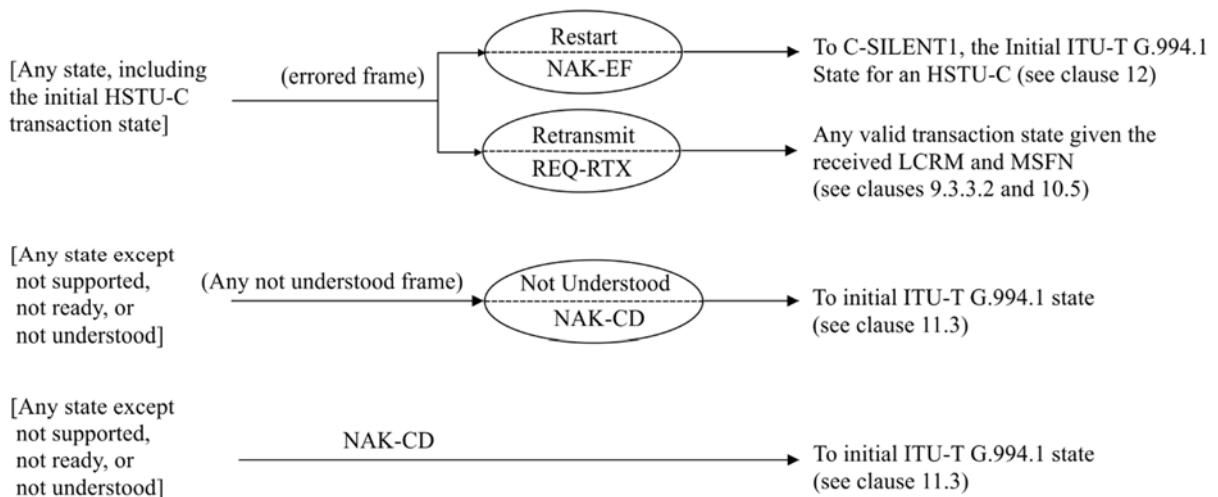 [Any state, including
the initial HSTU-C
transaction state]
(errored frame)
Restart
NAK-EF
To C-SILENT1, the Initial ITU-T G.994.1
State for an HSTU-C (see clause 12)
Retransmit
REQ-RTX
Any valid transaction state given the
received LCRM and MSFN
(see clauses 9.3.3.2 and 10.5)
[Any state except
not supported,
not ready, or
not understood]
(Any not understood frame)
Not Understood
NAK-CD
To initial ITU-T G.994.1 state
(see clause 11.3)
[Any state except
not supported,
not ready, or
not understood]
NAK-CD
To initial ITU-T G.994.1 state
(see clause 11.3)